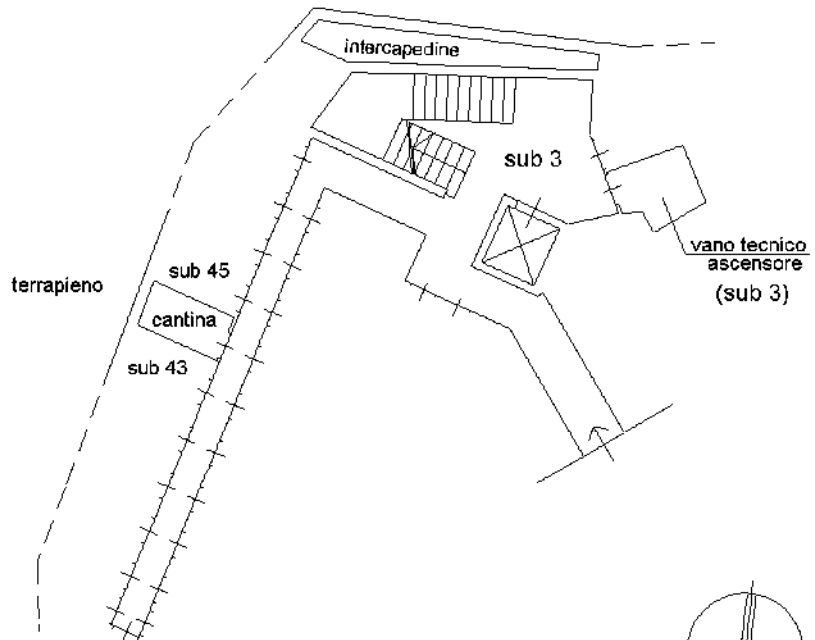 intercapedine
sub 3
vano tecnico
ascensore
(sub 3)
sub 45
terrapieno
cantina
sub 43